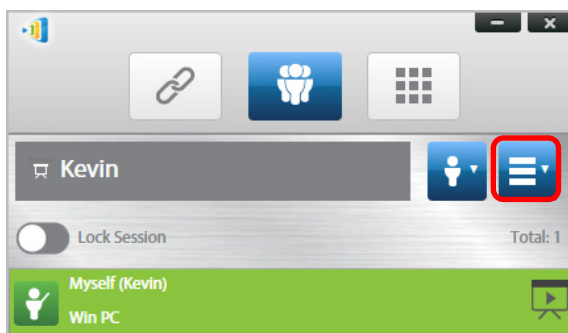 Kevin
Lock Session
Total: 1
Myself (Kevin)
Win PC